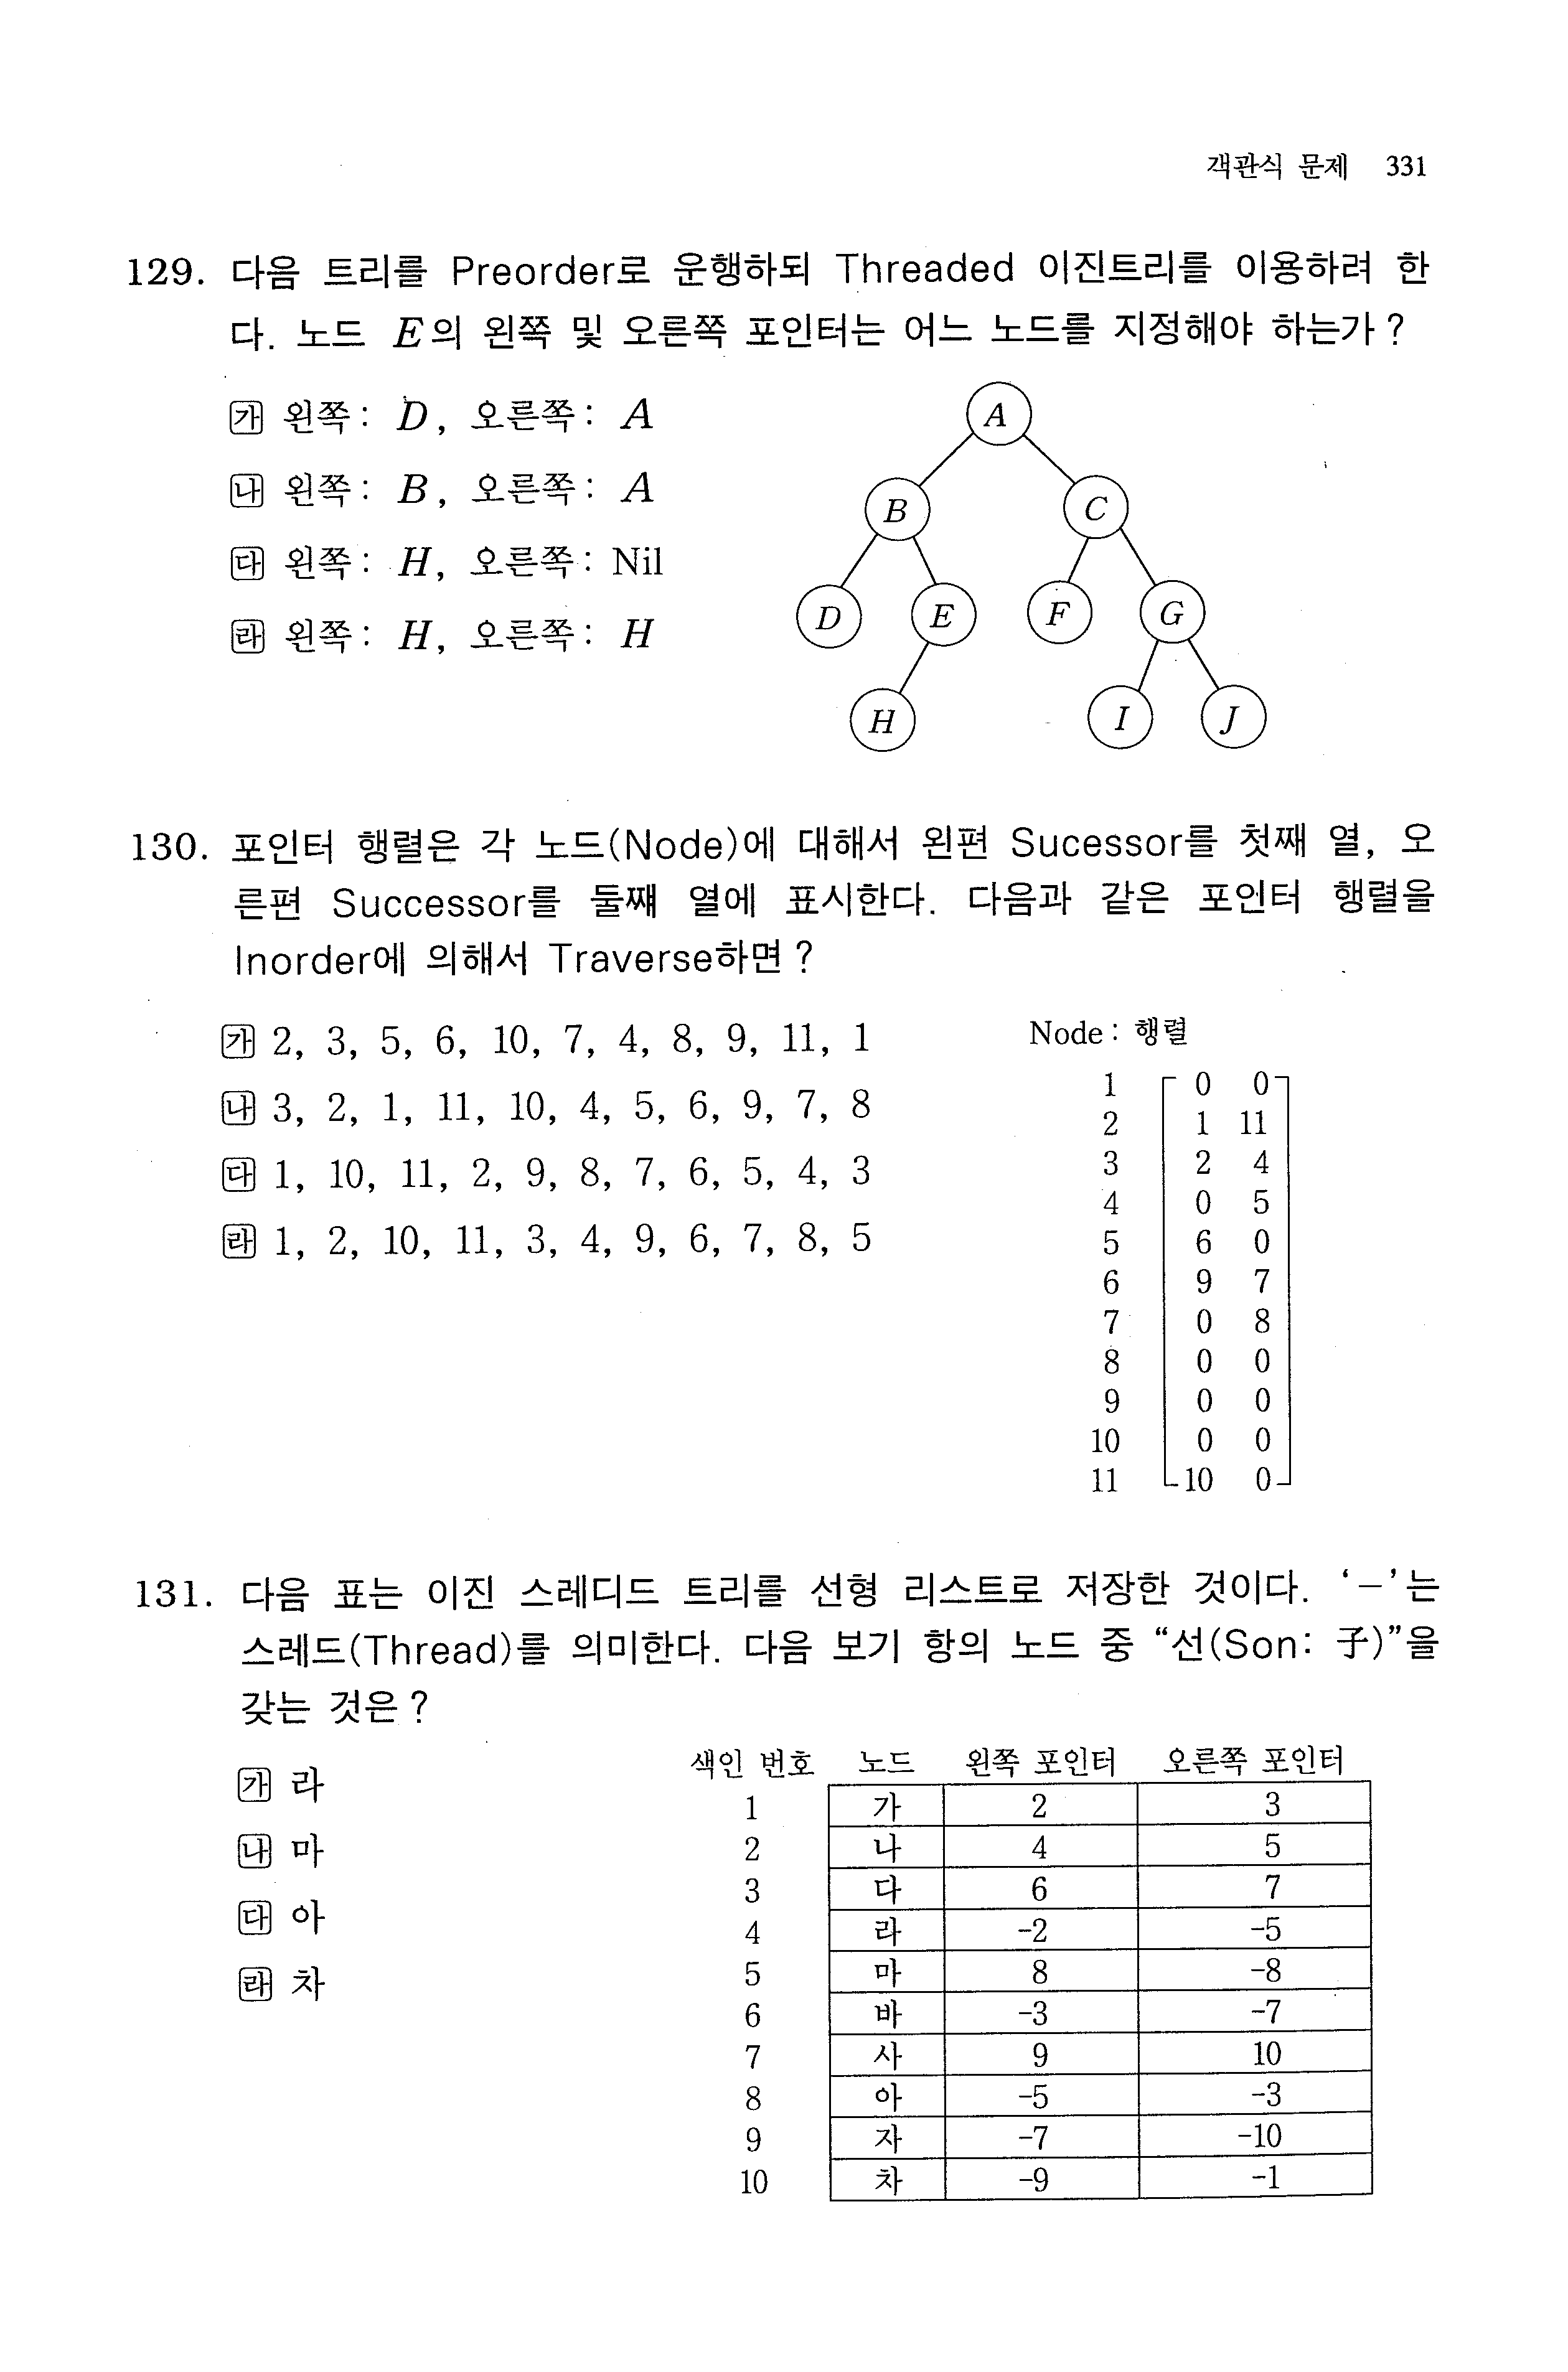 객관식 문제 331
129. 다음 트리를 Preorder로 운행하되 Threaded 이진트리를 이용하려 한
다. 노드 E의 왼쪽 및 오른쪽 포인터는 어느 노드를 지정해야 하는가?
㉮ 왼쪽: D, 오른쪽: A
㉯ 왼쪽: B, 오른쪽: A
㉰ 왼쪽: H, 오른쪽: Nil
㉱ 왼쪽: H, 오른쪽: H
A
B C
D E F G
H I J
130. 포인터 행렬은 각 노드(Node)에 대해서 왼편 Sucessor를 첫째 열, 오
른편 Successor를 둘째 열에 표시한다. 다음과 같은 포인터 행렬을
Inorder에 의해서 Traverse하면?
㉮ 2, 3, 5, 6, 10, 7, 4, 8, 9, 11, 1
㉯ 3, 2, 1, 11, 10, 4, 5, 6, 9, 7, 8
㉰ 1, 10, 11, 2, 9, 8, 7, 6, 5, 4, 3
㉱ 1, 2, 10, 11, 3, 4, 9, 6, 7, 8, 5
Node: 행렬
1 0 0
2 1 11
3 2 4
4 0 5
5 6 0
6 9 7
7 0 8
8 0 0
9 0 0
10 0 0
11 10 0
131. 다음 표는 이진 스레디드 트리를 선형 리스트로 저장한 것이다. ‘-’는
스레드(Thread)를 의미한다. 다음 보기 항의 노드 중 “선(Son: 子)”을
갖는 것은?
㉮ 라
㉯ 마
㉰ 아
㉱ 차
색인 번호 노드 왼쪽 포인터 오른쪽 포인터
1 가 2 3
2 나 4 5
3 다 6 7
4 라 -2 -5
5 마 8 -8
6 바 -3 -7
7 사 9 10
8 아 -5 -3
9 자 -7 -10
10 차 -9 -1